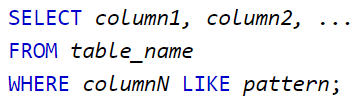 SELECT column1, column2, ...
FROM table_name
WHERE columnN LIKE pattern;